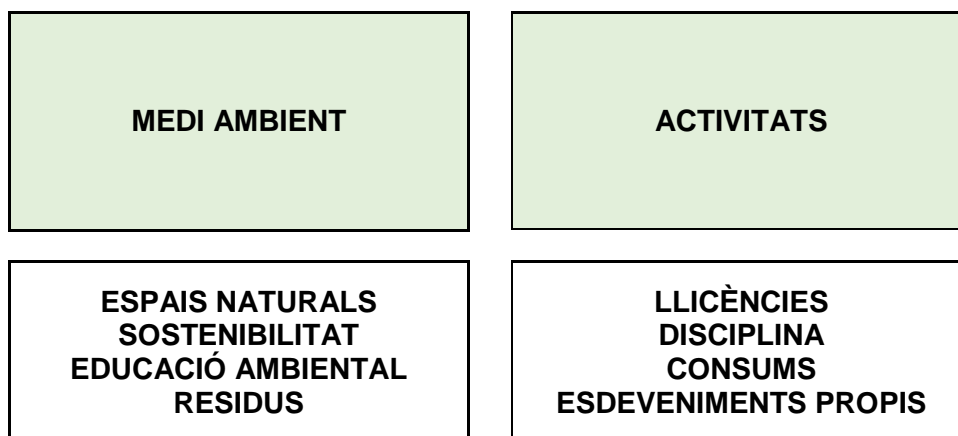 MEDI AMBIENT
ACTIVITATS
ESPAIS NATURALS
SOSTENIBILITAT
EDUCACIÓ AMBIENTAL
RESIDUS
LLICÈNCIES
DISCIPLINA
CONSUMS
ESDEVENIMENTS PROPIS